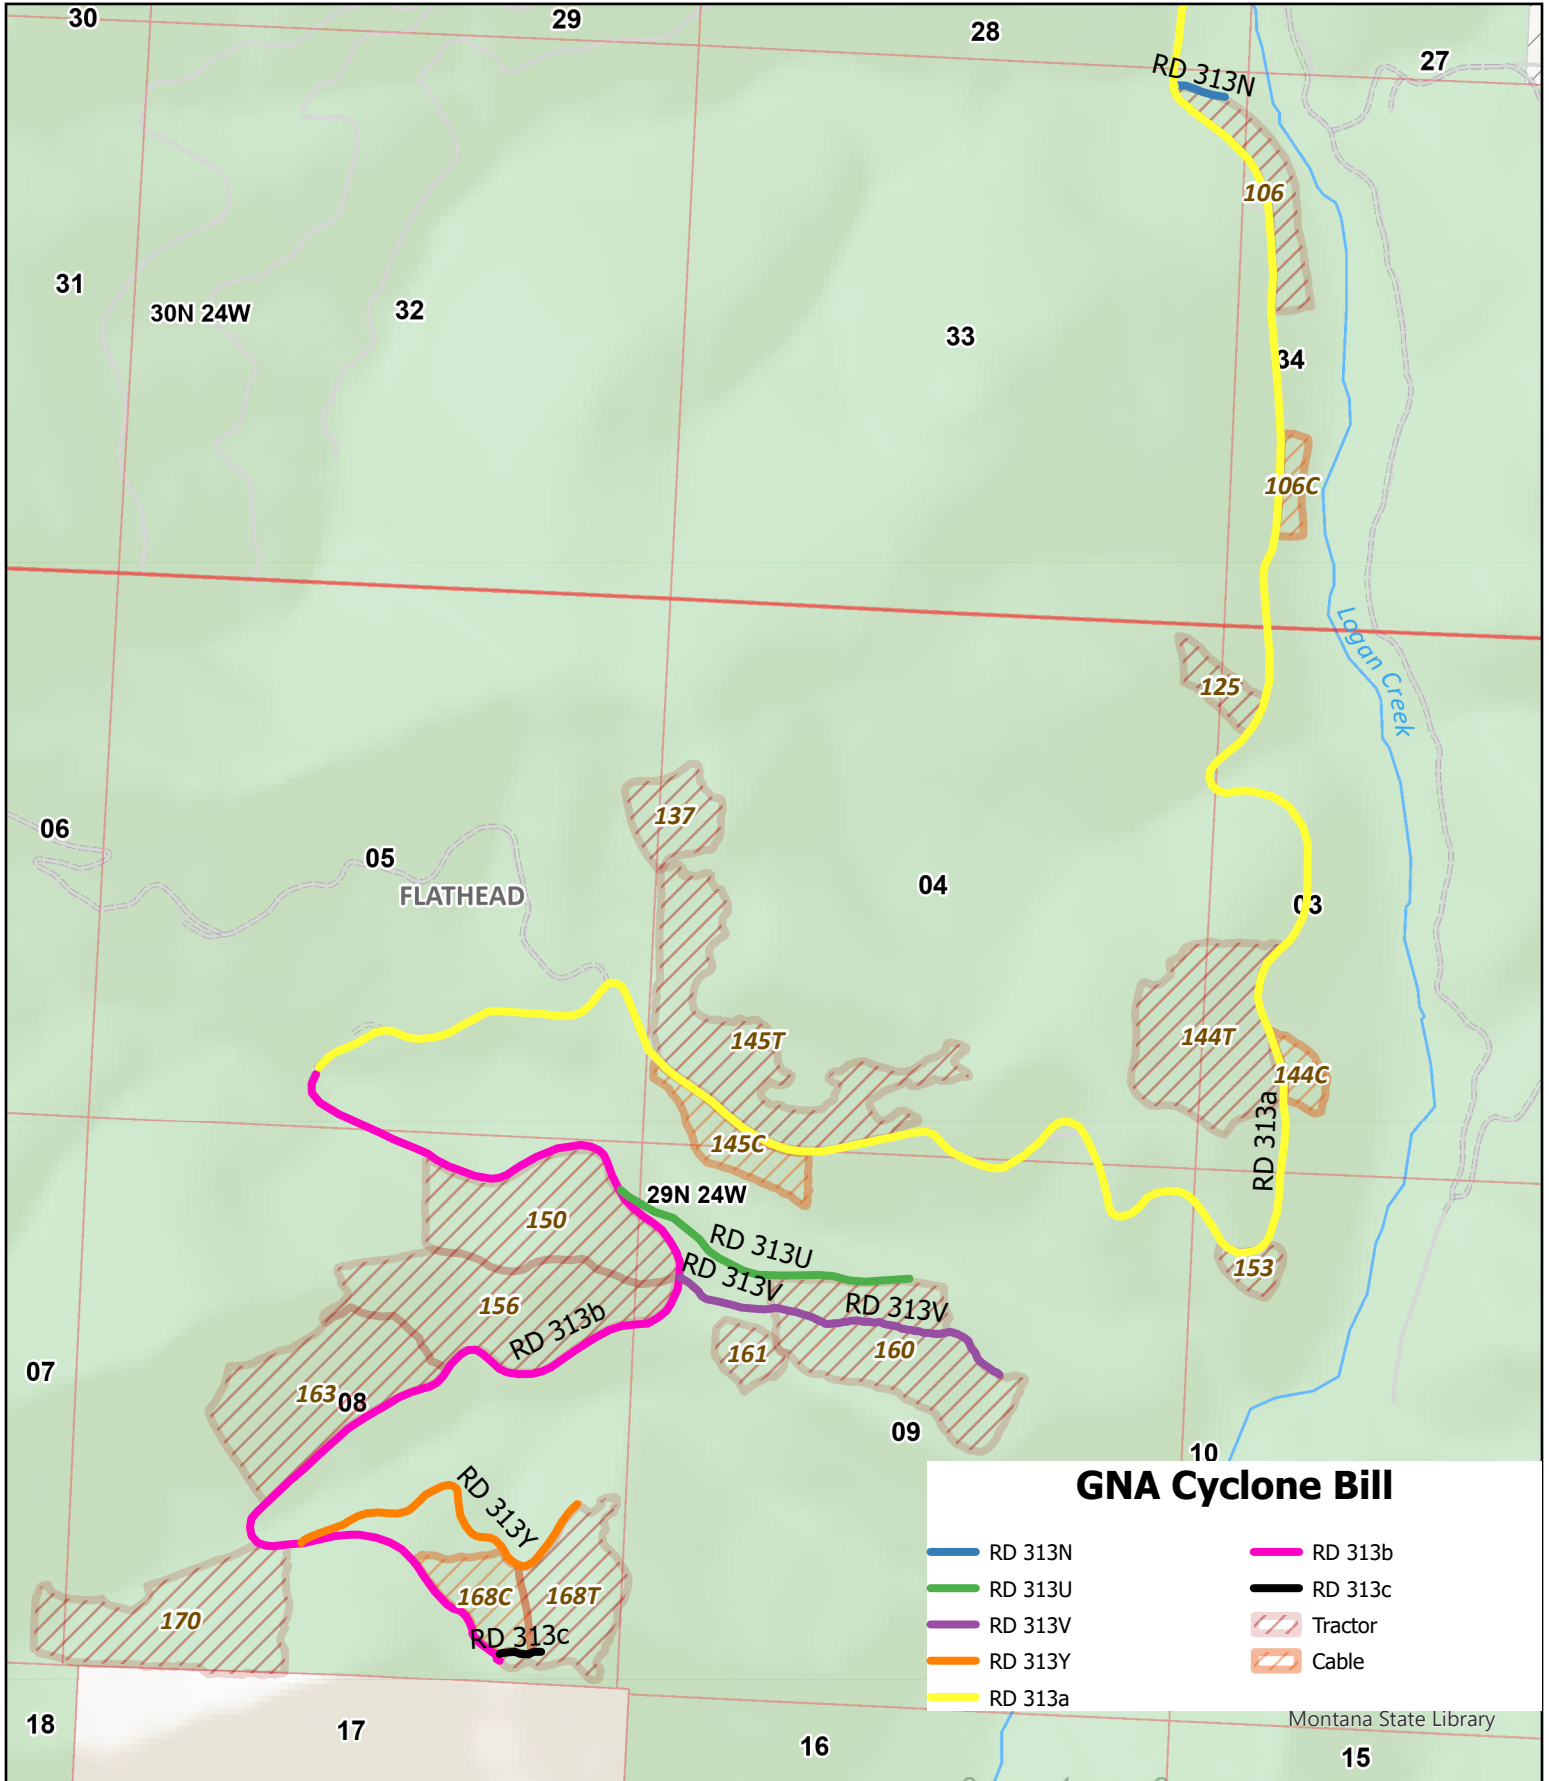 30
29
28
27
RD 313N
106
31
30N 24W
32
33
34
106C
Logan Creek
125
137
06
05
04
FLATHEAD
03
145T
144T
144C
145C
RD 313a
29N 24W
150
RD 313U
153
RD 313V
156
RD 313V
RD 313b
161
160
07
163
08
09
10
RD 313Y
168C
168T
170
RD 313c
GNA Cyclone Bill
RD 313N
RD 313U
RD 313V
RD 313Y
RD 313a
RD 313b
RD 313c
Tractor
Cable
Montana State Library
18
17
16
15